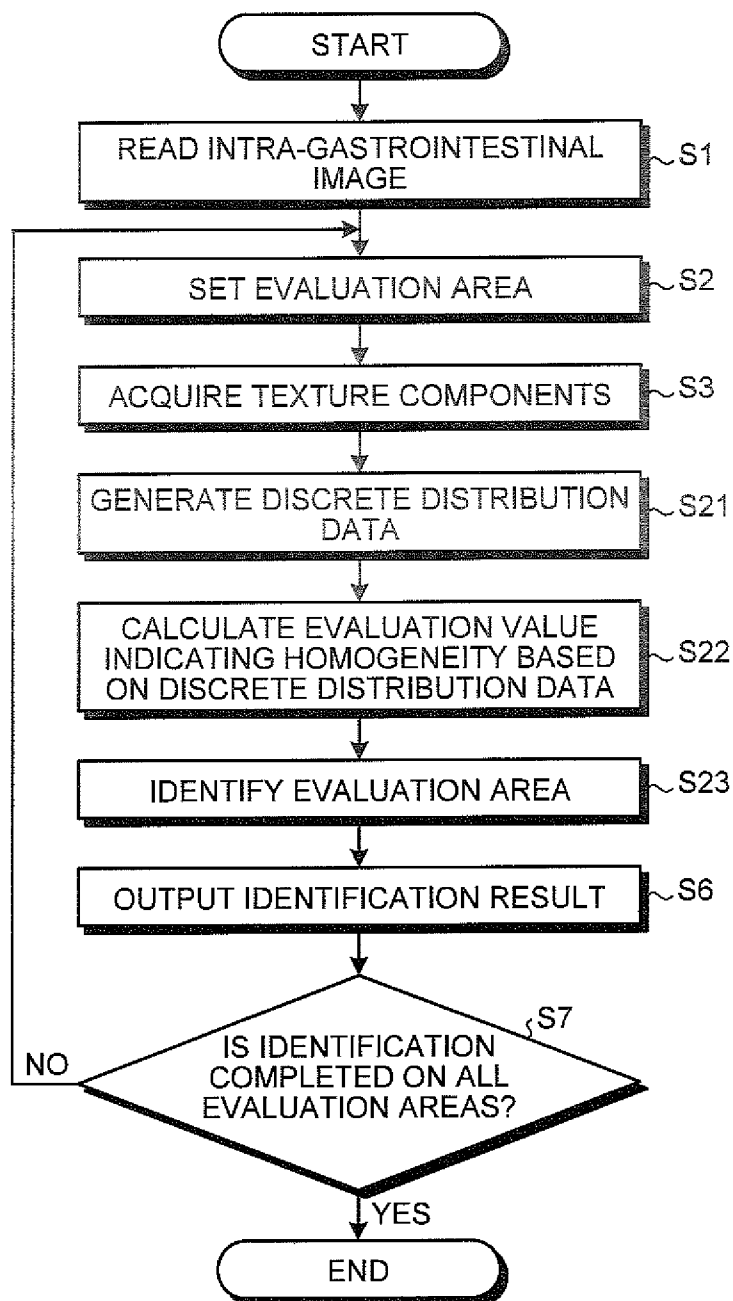 START
READ INTRA-GASTROINTESTINAL
IMAGE
S1
SET EVALUATION AREA
S2
ACQUIRE TEXTURE COMPONENTS
S3
GENERATE DISCRETE DISTRIBUTION
DATA
S21
CALCULATE EVALUATION VALUE
INDICATING HOMOGENEITY BASED
ON DISCRETE DISTRIBUTION DATA
S22
IDENTIFY EVALUATION AREA
S23
OUTPUT IDENTIFICATION RESULT
S6
S7
IS IDENTIFICATION
COMPLETED ON ALL
EVALUATION AREAS?
NO
YES
END